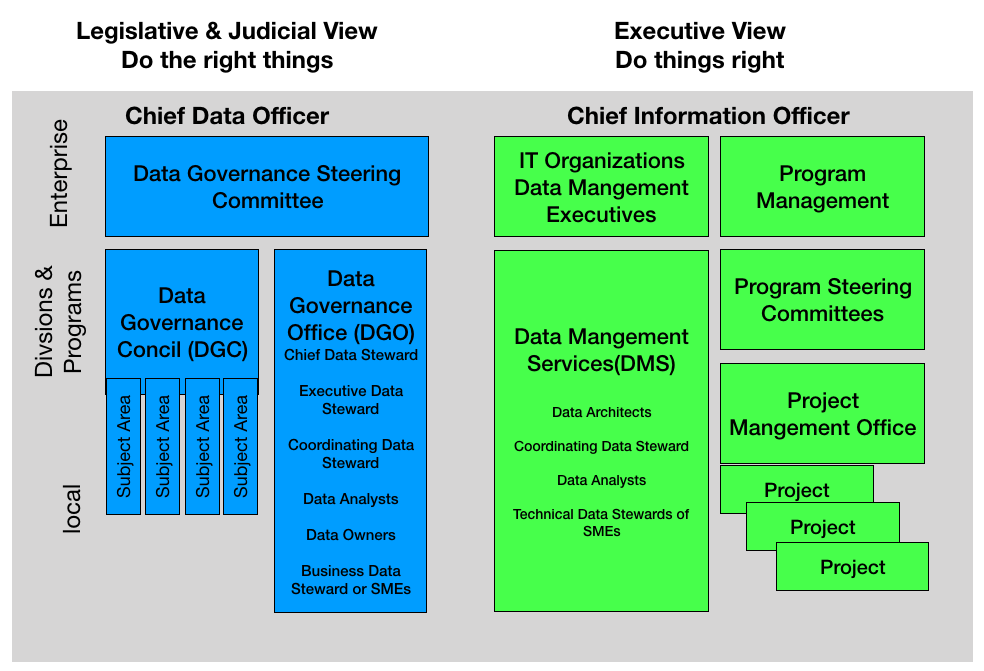 Legislative & Judicial View
Do the right things
Executive View
Do things right
Chief Data Officer
Chief Information Officer
Enterprise
Data Governance Steering
Committee
IT Organizations
Data Mangement
Executives
Program
Management
Divsions &
Programs
Data
Governance
Concil (DGC)
Data
Governance
Office (DGO)
Chief Data Steward
Executive Data
Steward
Coordinating Data
Steward
Data Analysts
Data Owners
Business Data
Steward or SMEs
Data Mangement
Services(DMS)
Data Architects
Coordinating Data Steward
Data Analysts
Technical Data Stewards of
SMEs
Program Steering
Committees
Project
Mangement Office
local
Subject Area
Subject Area
Subject Area
Subject Area
Project
Project
Project